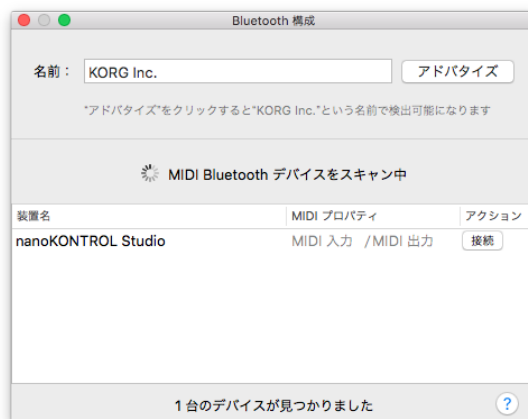 Bluetooth 構成
名前： KORG Inc. アドバタイズ
"アドバタイズ"をクリックすると"KORG Inc."という名前で検出可能になります
MIDI Bluetooth デバイスをスキャン中
装置名 MIDI プロパティ アクション
nanoKONTROL Studio MIDI 入力 / MIDI 出力 接続
1 台のデバイスが見つかりました ?